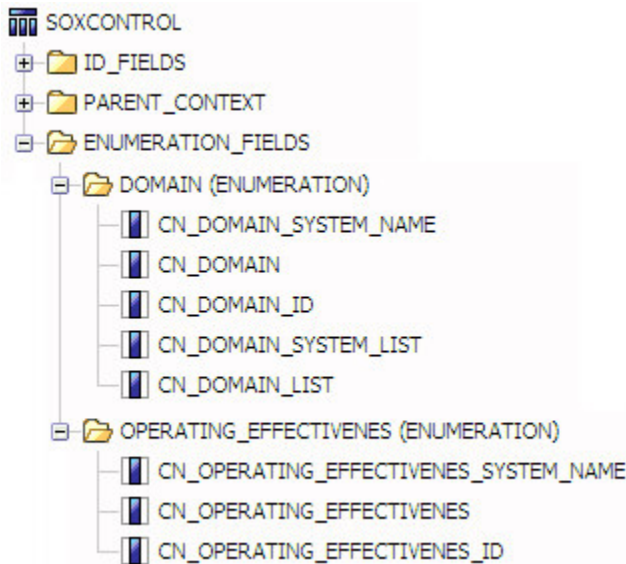 SOXCONTROL
ID_FIELDS
PARENT_CONTEXT
ENUMERATION_FIELDS
DOMAIN (ENUMERATION)
CN_DOMAIN_SYSTEM_NAME
CN_DOMAIN
CN_DOMAIN_ID
CN_DOMAIN_SYSTEM_LIST
CN_DOMAIN_LIST
OPERATING_EFFECTIVENES (ENUMERATION)
CN_OPERATING_EFFECTIVENES_SYSTEM_NAME
CN_OPERATING_EFFECTIVENES
CN_OPERATING_EFFECTIVENES_ID